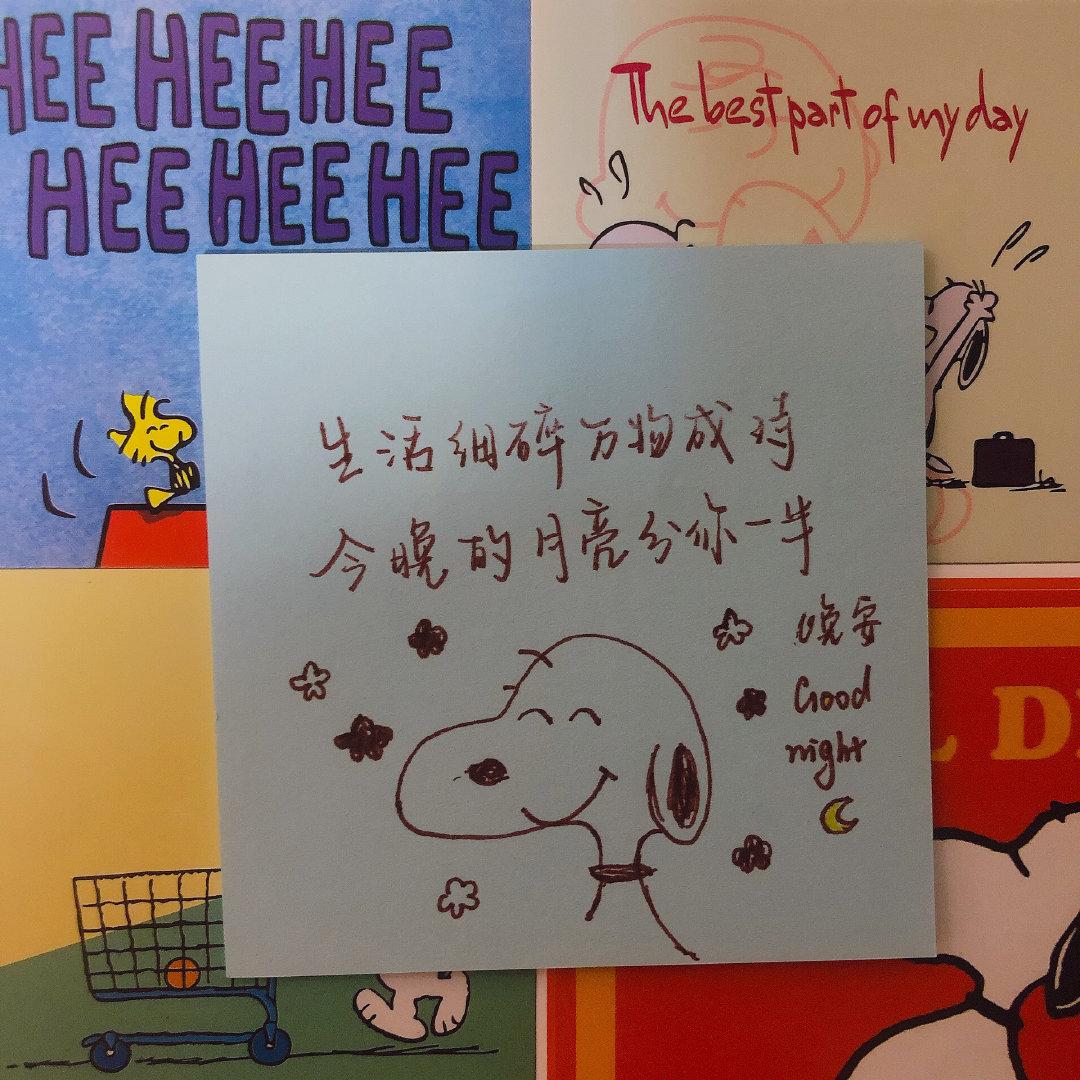 HEE HEE HEE
HEE HEE HEE
The best part of my day
生活细碎万物成诗
今晚的月亮分你一半
晚安
Good
night
D